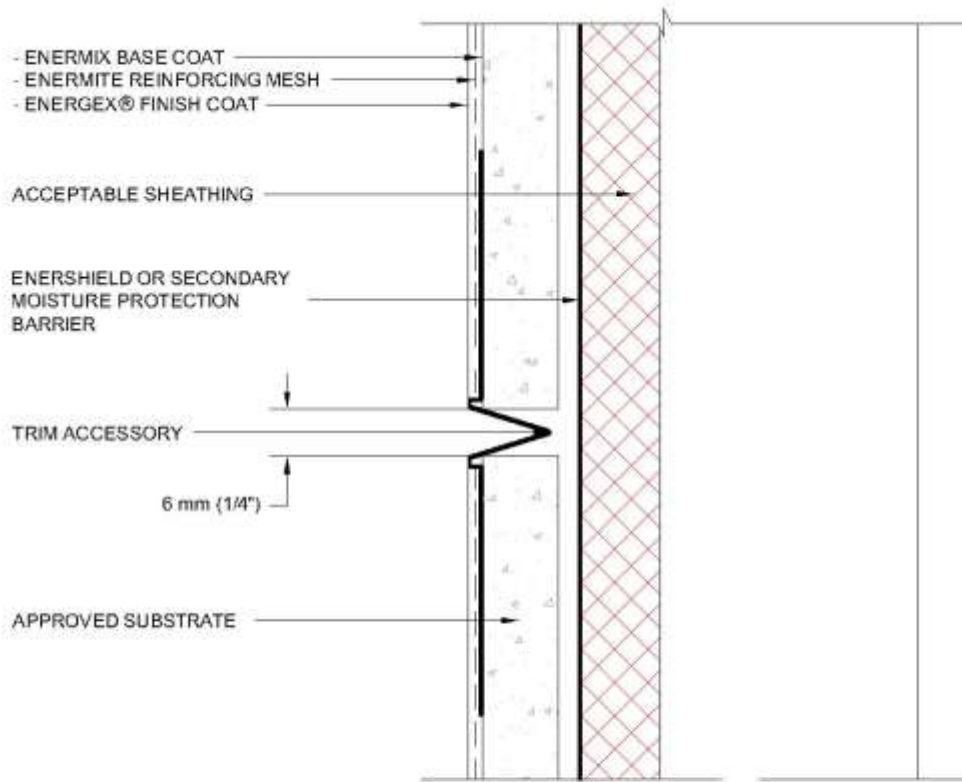 - ENERMIX BASE COAT
- ENERMITE REINFORCING MESH
- ENERGEX® FINISH COAT
ACCEPTABLE SHEATHING
ENERSHIELD OR SECONDARY
MOISTURE PROTECTION
BARRIER
TRIM ACCESSORY
6 mm (1/4")
APPROVED SUBSTRATE